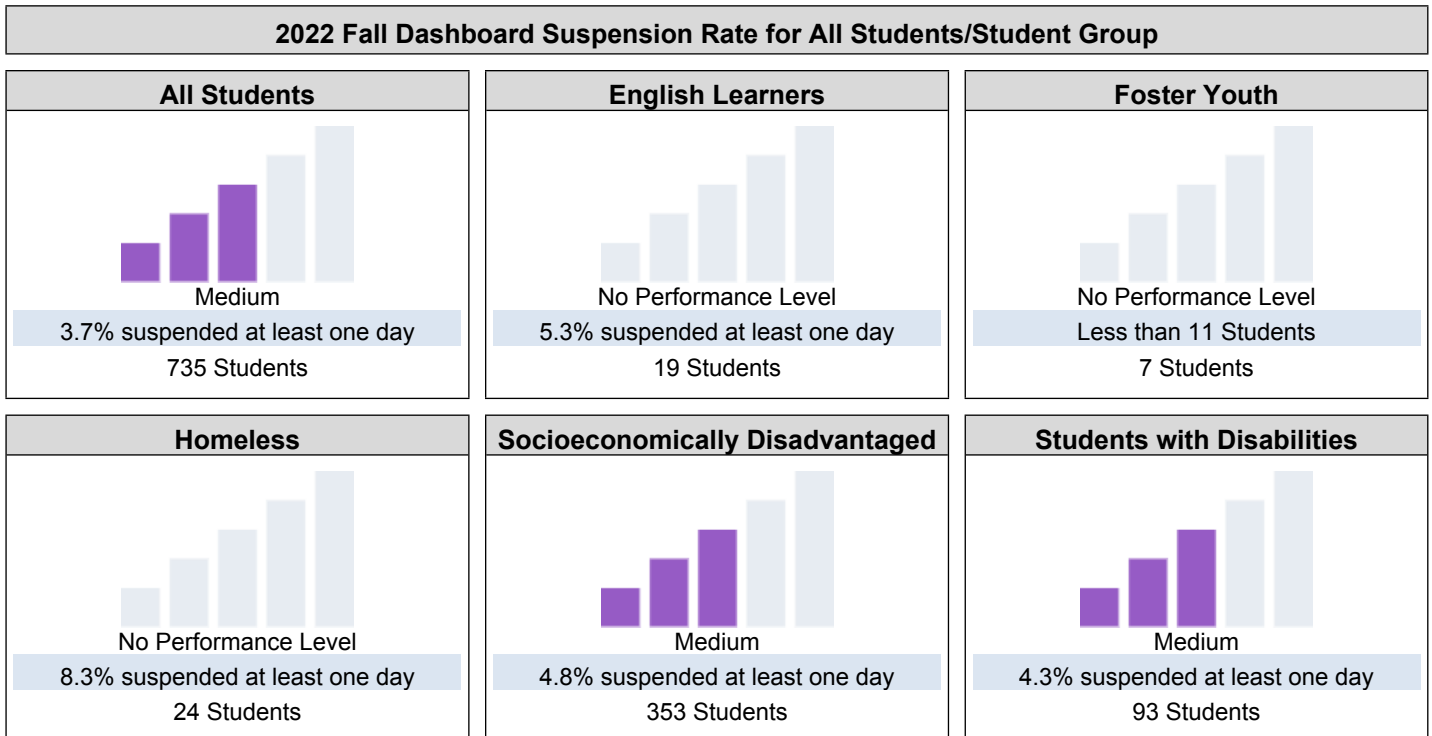 2022 Fall Dashboard Suspension Rate for All Students/Student Group
All Students
Medium
3.7% suspended at least one day
735 Students
English Learners
No Performance Level
5.3% suspended at least one day
19 Students
Foster Youth
No Performance Level
Less than 11 Students
7 Students
Homeless
No Performance Level
8.3% suspended at least one day
24 Students
Socioeconomically Disadvantaged
Medium
4.8% suspended at least one day
353 Students
Students with Disabilities
Medium
4.3% suspended at least one day
93 Students